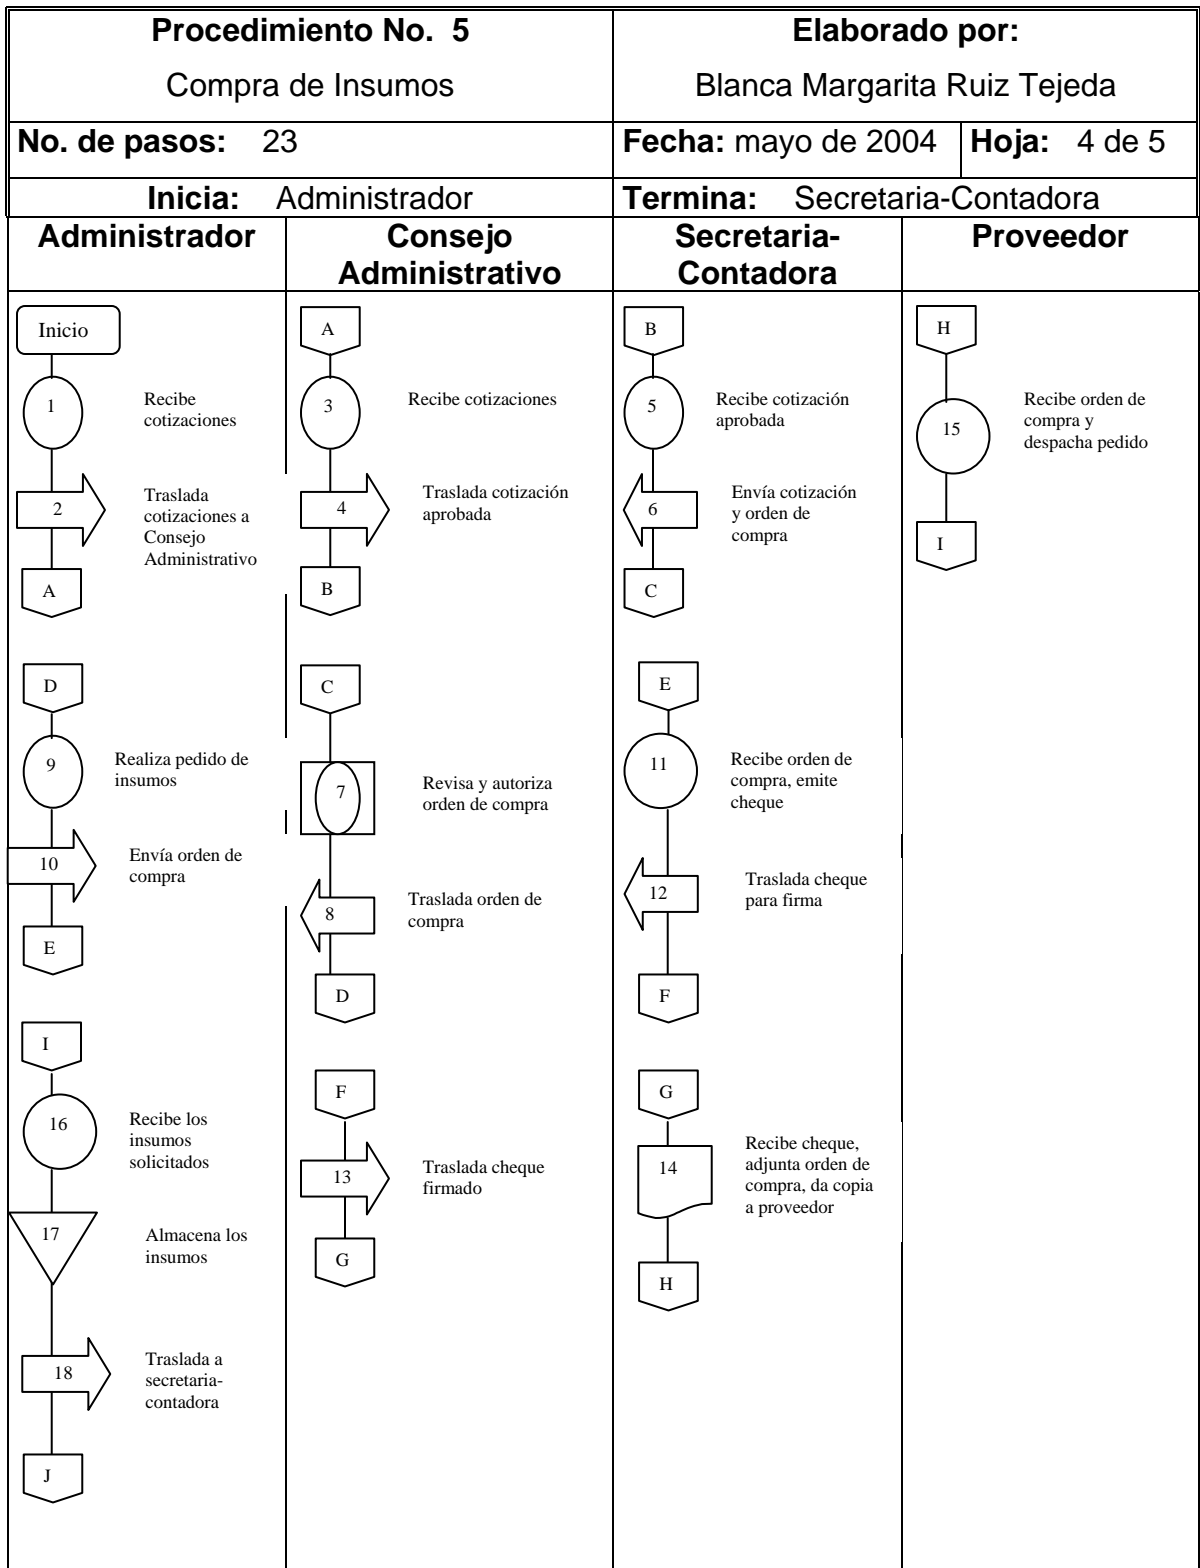 Procedimiento No. 5
Compra de Insumos
Elaborado por:
Blanca Margarita Ruiz Tejeda
No. de pasos: 23
Fecha: mayo de 2004
Hoja: 4 de 5
Inicia: Administrador
Termina: Secretaria-Contadora
Administrador
Consejo
Administrativo
Secretaria-
Contadora
Proveedor
Inicio
1
Recibe
cotizaciones
2
Traslada
cotizaciones a
Consejo
Administrativo
A
D
9
Realiza pedido de
insumos
10
Envía orden de
compra
E
I
16
Recibe los
insumos
solicitados
17
Almacena los
insumos
18
Traslada a
secretaria-
contadora
J
A
3
Recibe cotizaciones
4
Traslada cotización
aprobada
B
C
7
Revisa y autoriza
orden de compra
8
Traslada orden de
compra
D
F
13
Traslada cheque
firmado
G
B
5
Recibe cotización
aprobada
6
Envía cotización
y orden de
compra
C
E
11
Recibe orden de
compra, emite
cheque
12
Traslada cheque
para firma
F
G
14
Recibe cheque,
adjunta orden de
compra, da copia
a proveedor
H
H
15
Recibe orden de
compra y
despacha pedido
I